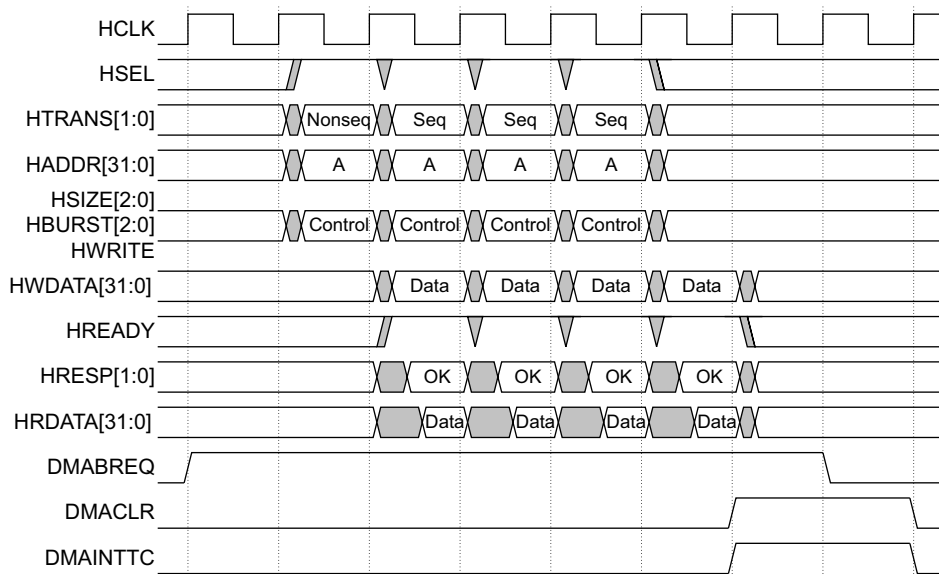 HCLK
HSEL
HTRANS[1:0] Nonseq Seq Seq Seq
HADDR[31:0] A A A A
HSIZE[2:0]
HBURST[2:0] Control Control Control Control
HWRITE
HWDATA[31:0] Data Data Data Data
HREADY
HRESP[1:0] OK OK OK OK
HRDATA[31:0] Data Data Data Data
DMABREQ
DMACLR
DMAINTTC